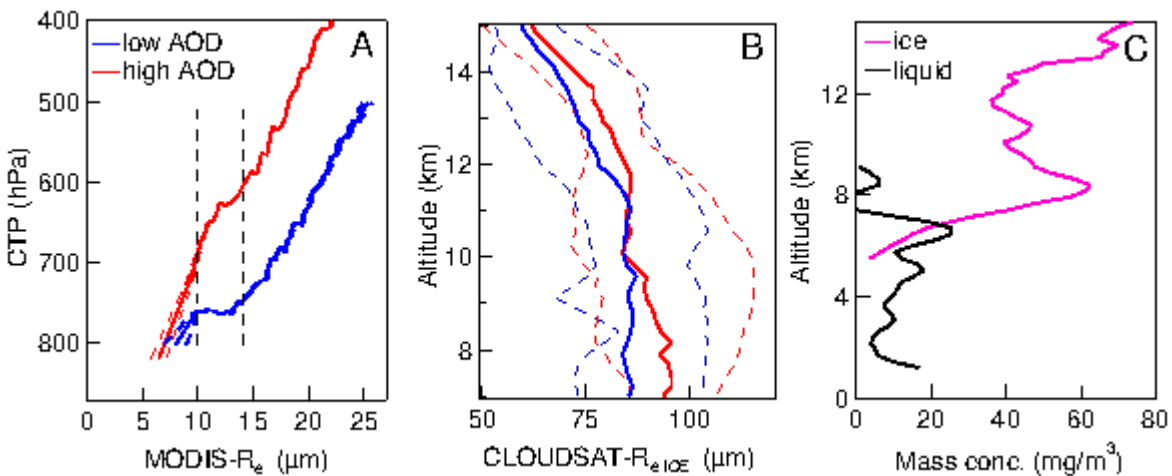 400
500
600
700
800
CTP (hPa)
low AOD
high AOD
A
0
5
10
15
20
25
MODIS-Re (μm)
14
12
10
8
Altitude (km)
B
50
75
100
CLOUDSAT-Re ICE (μm)
12
8
4
0
Altitude (km)
ice
liquid
C
0
20
40
60
80
Mass conc. (mg/m³)